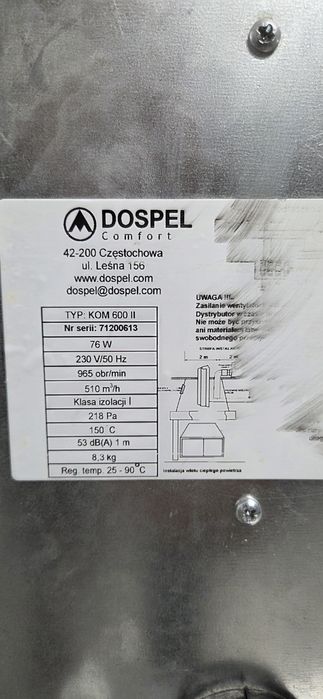 DOSPEL
Comfort
42-200 Częstochowa
ul. Leśna 156
www.dospel.com
dospel@dospel.com
TYP: KOM 600 II
Nr serii: 71200613
76 W
230 V/50 Hz
965 obr/min
510 m³/h
Klasa izolacji I
218 Pa
150 °C
53 dB(A) 1 m
8,3 kg
Reg. temp. 25 - 90 °C
UWAGA !!!
Zasilanie
Dystrybutor w
Nie może być
ani materiałem
swobodnego
2 m 2 m
Instalacja wlotu ciepłego powietrza